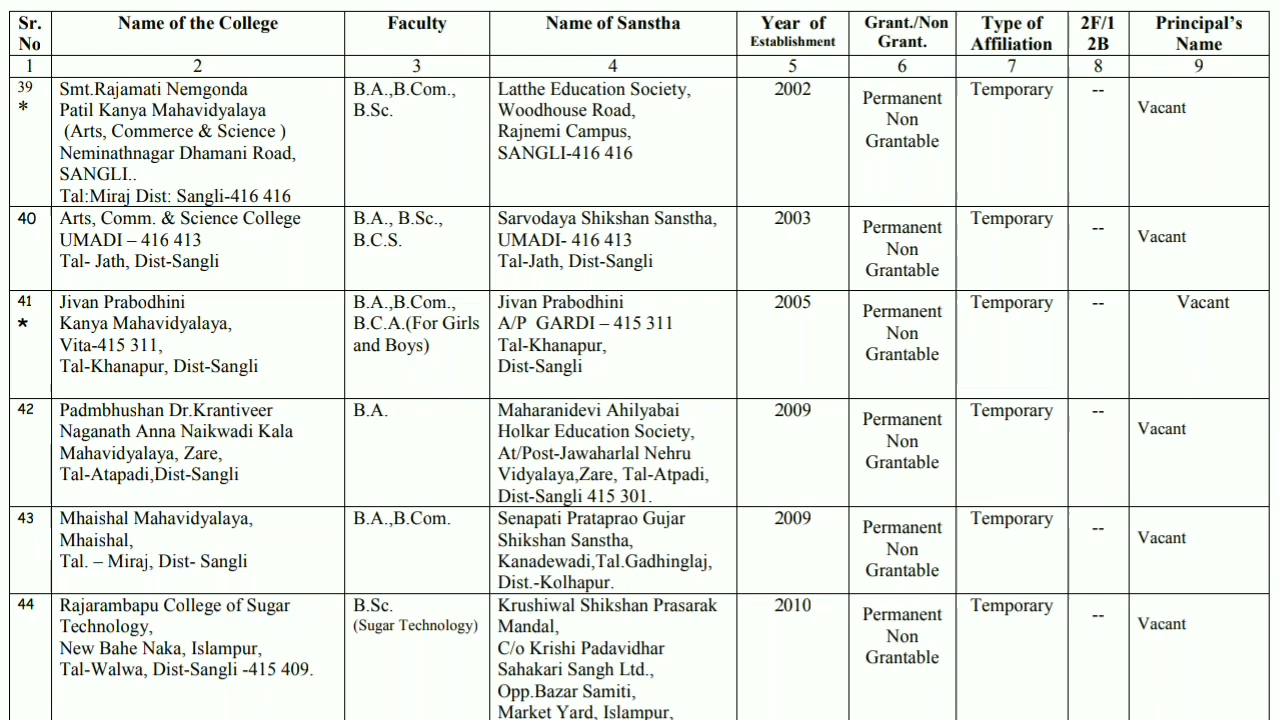 Sr. No	Name of the College	Faculty	Name of Sanstha	Year of Establishment	Grant./Non Grant.	Type of Affiliation	2F/1 2B	Principal's Name
1	2	3	4	5	6	7	8	9
39
*
Smt.Rajamati Nemgonda
Patil Kanya Mahavidyalaya
(Arts, Commerce & Science )
Neminathnagar Dhamani Road,
SANGLI..
Tal:Miraj Dist: Sangli-416 416
B.A.,B.Com.,
B.Sc.
Latthe Education Society,
Woodhouse Road,
Rajnemi Campus,
SANGLI-416 416
2002
Permanent
Non
Grantable
Temporary
--
Vacant
40
Arts, Comm. & Science College
UMADI – 416 413
Tal- Jath, Dist-Sangli
B.A., B.Sc.,
B.C.S.
Sarvodaya Shikshan Sanstha,
UMADI- 416 413
Tal-Jath, Dist-Sangli
2003
Permanent
Non
Grantable
Temporary
--
Vacant
41
*
Jivan Prabodhini
Kanya Mahavidyalaya,
Vita-415 311,
Tal-Khanapur, Dist-Sangli
B.A.,B.Com.,
B.C.A.(For Girls
and Boys)
Jivan Prabodhini
A/P GARDI – 415 311
Tal-Khanapur,
Dist-Sangli
2005
Permanent
Non
Grantable
Temporary
--
Vacant
42
Padmbhushan Dr.Krantiveer
Naganath Anna Naikwadi Kala
Mahavidyalaya, Zare,
Tal-Atapadi,Dist-Sangli
B.A.
Maharanidevi Ahilyabai
Holkar Education Society,
At/Post-Jawaharlal Nehru
Vidyalaya,Zare, Tal-Atpadi,
Dist-Sangli 415 301.
2009
Permanent
Non
Grantable
Temporary
--
Vacant
43
Mhaishal Mahavidyalaya,
Mhaishal,
Tal. – Miraj, Dist- Sangli
B.A.,B.Com.
Senapati Prataprao Gujar
Shikshan Sanstha,
Kanadewadi,Tal.Gadhinglaj,
Dist.-Kolhapur.
2009
Permanent
Non
Grantable
Temporary
--
Vacant
44
Rajarambapu College of Sugar
Technology,
New Bahe Naka, Islampur,
Tal-Walwa, Dist-Sangli -415 409.
B.Sc.
(Sugar Technology)
Krushiwal Shikshan Prasarak
Mandal,
C/o Krishi Padavidhar
Sahakari Sangh Ltd.,
Opp.Bazar Samiti,
Market Yard, Islampur,
2010
Permanent
Non
Grantable
Temporary
--
Vacant